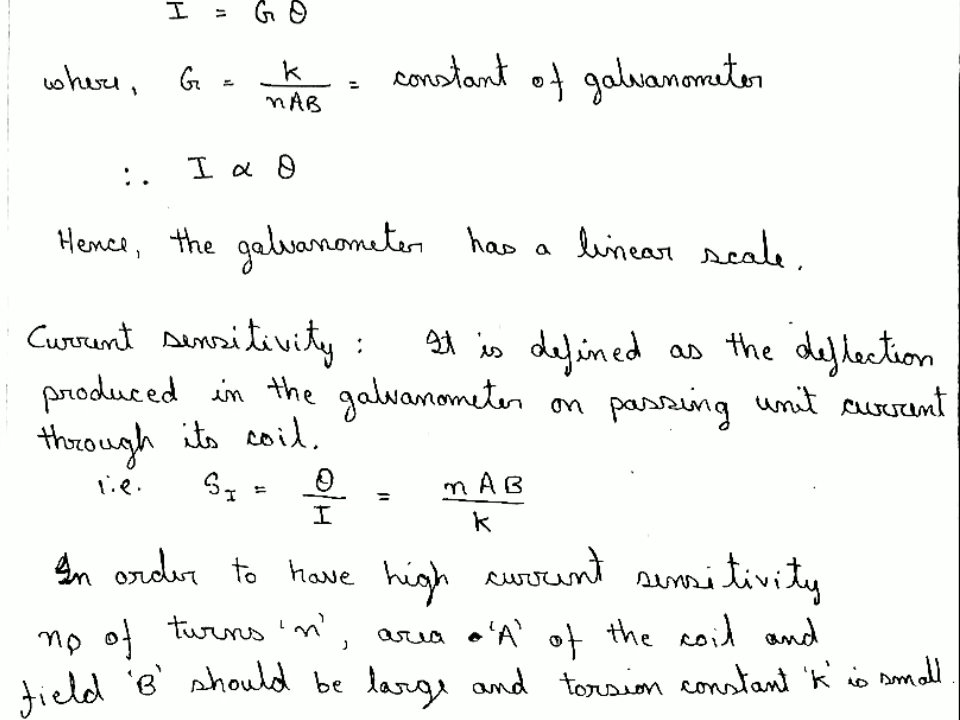 I = G θ
where, G = k/nAB = constant of galvanometer
∴ I ∝ θ
Hence, the galvanometer has a linear scale.
Current sensitivity : It is defined as the deflection
produced in the galvanometer on passing unit current
through its coil.
i.e. S_I = θ/I = nAB/k
In order to have high current sensitivity
no of turns 'n', area 'A' of the coil and
field 'B' should be large and torsion constant 'k' is small.